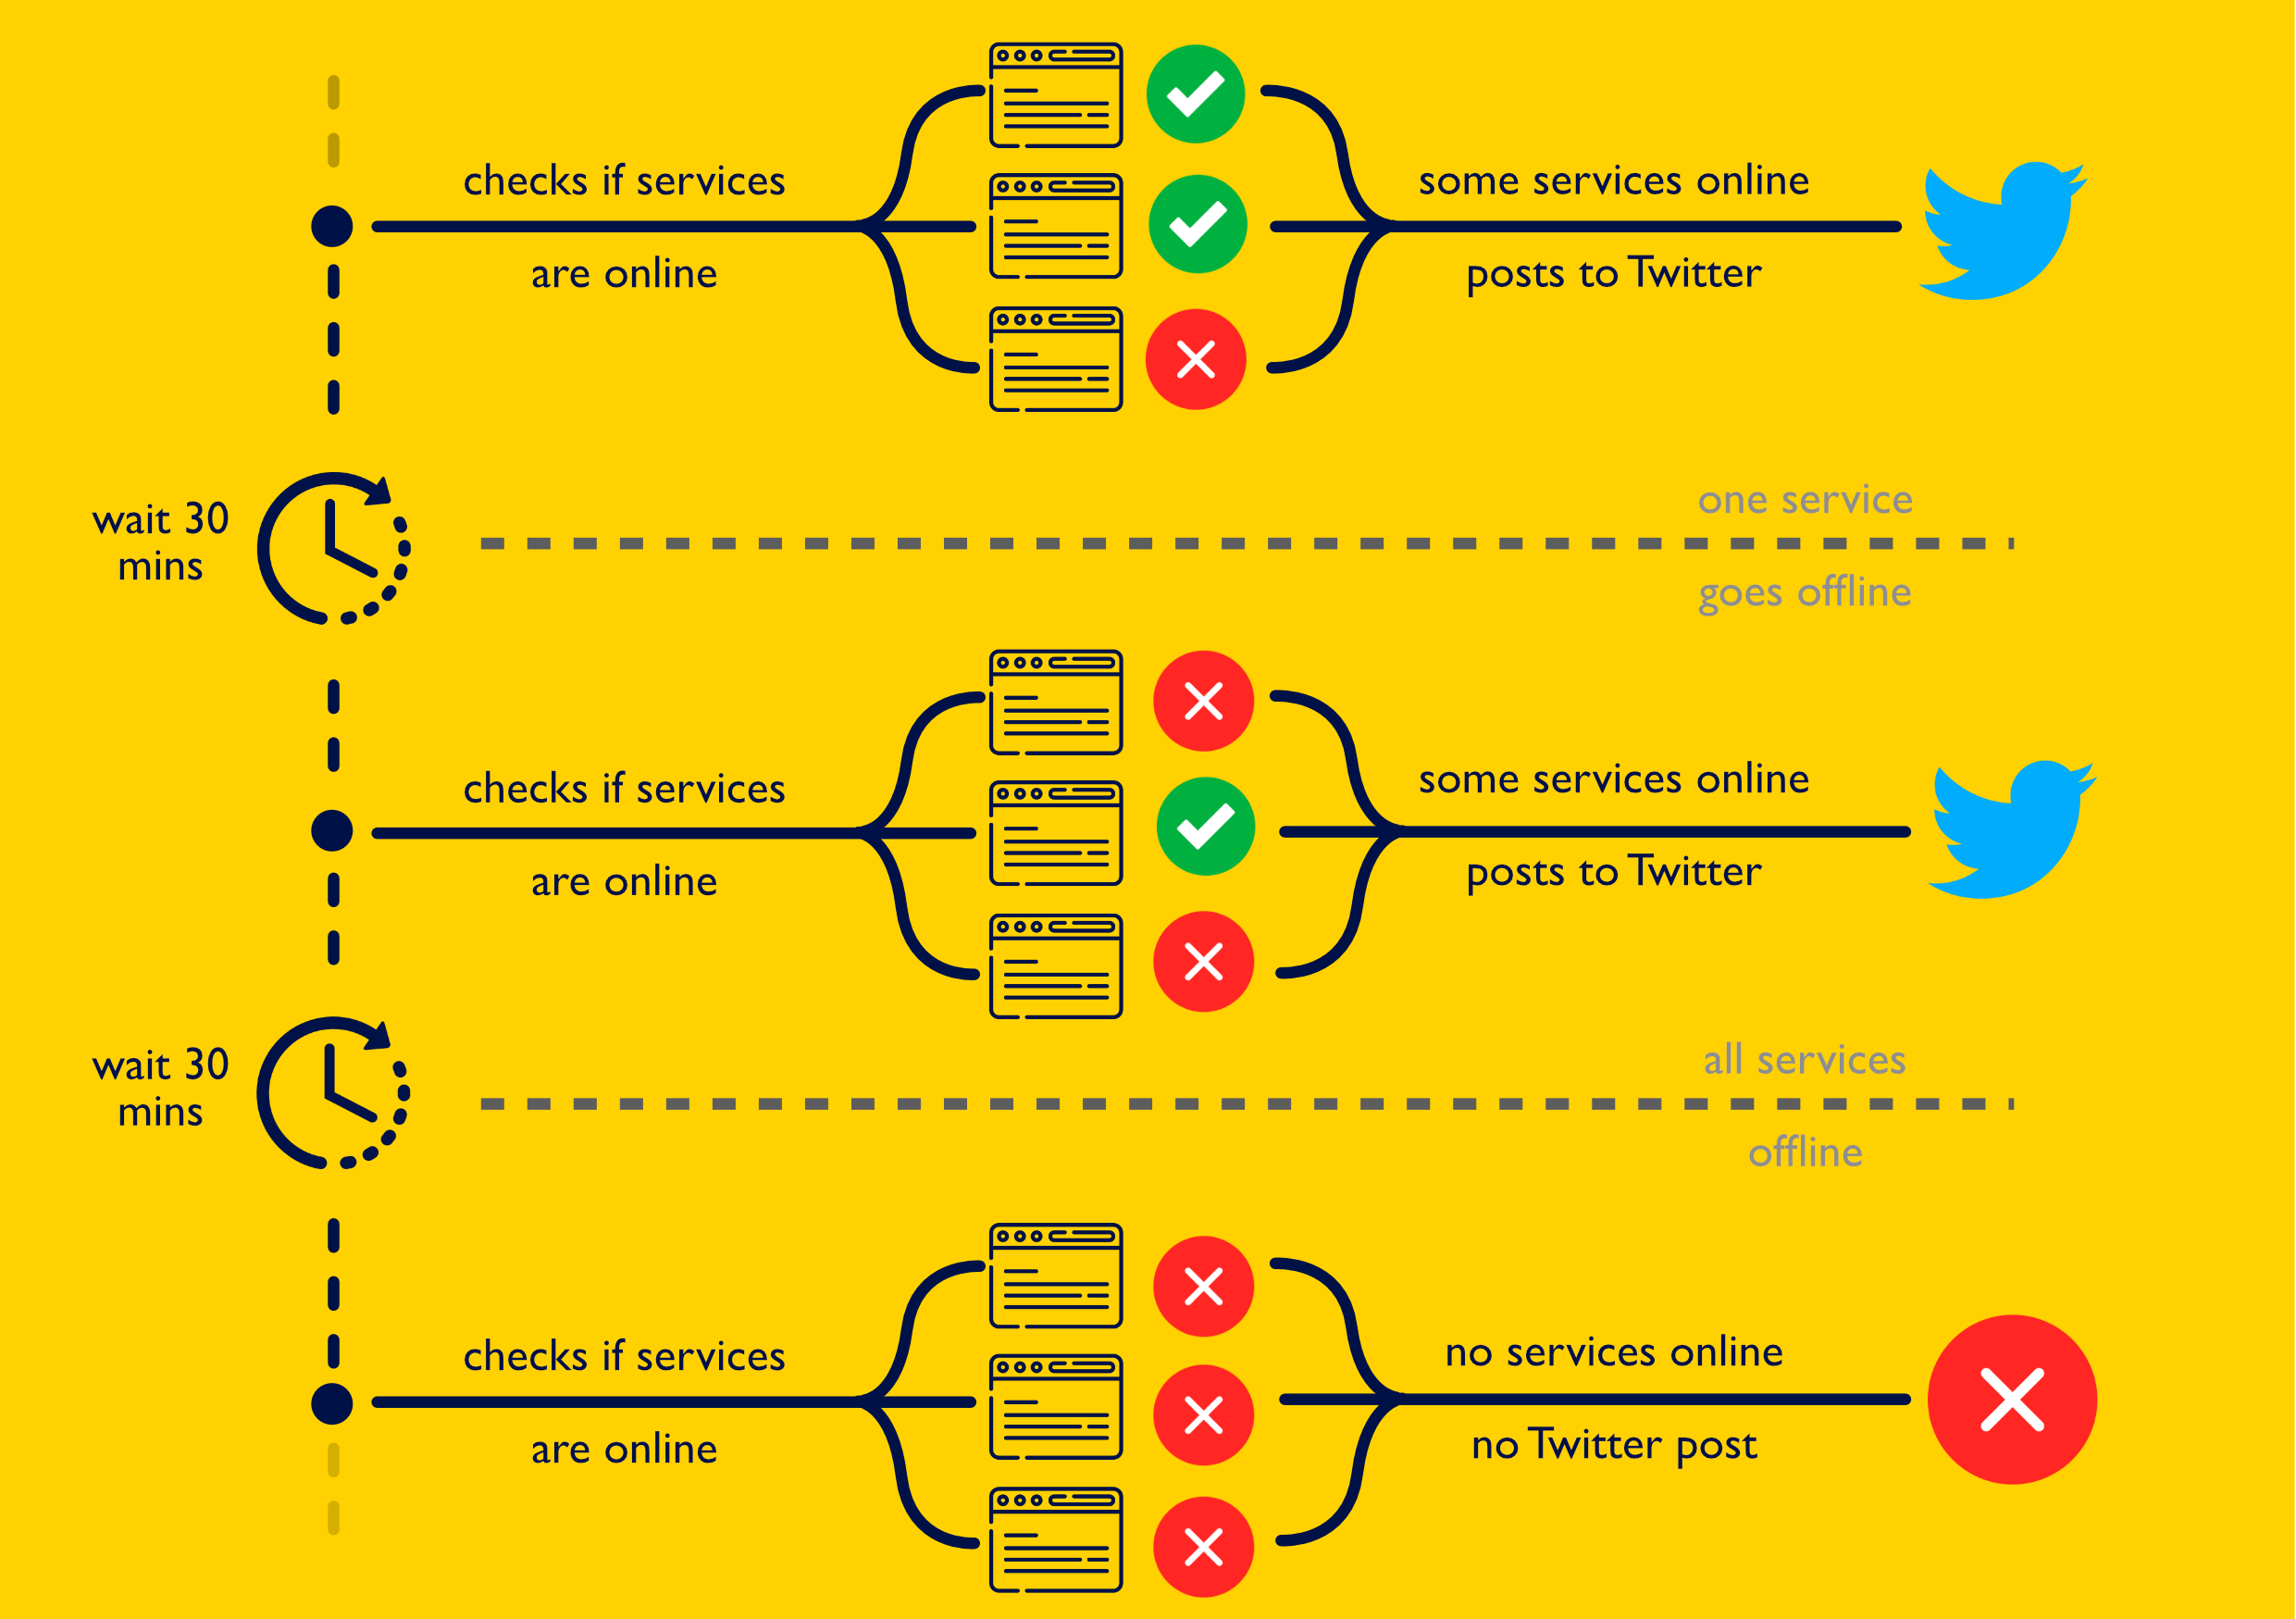 checks if services
are online
some services online
posts to Twitter
wait 30
mins
one service
goes offline
checks if services
are online
some services online
posts to Twitter
wait 30
mins
all services
offline
checks if services
are online
no services online
no Twitter post